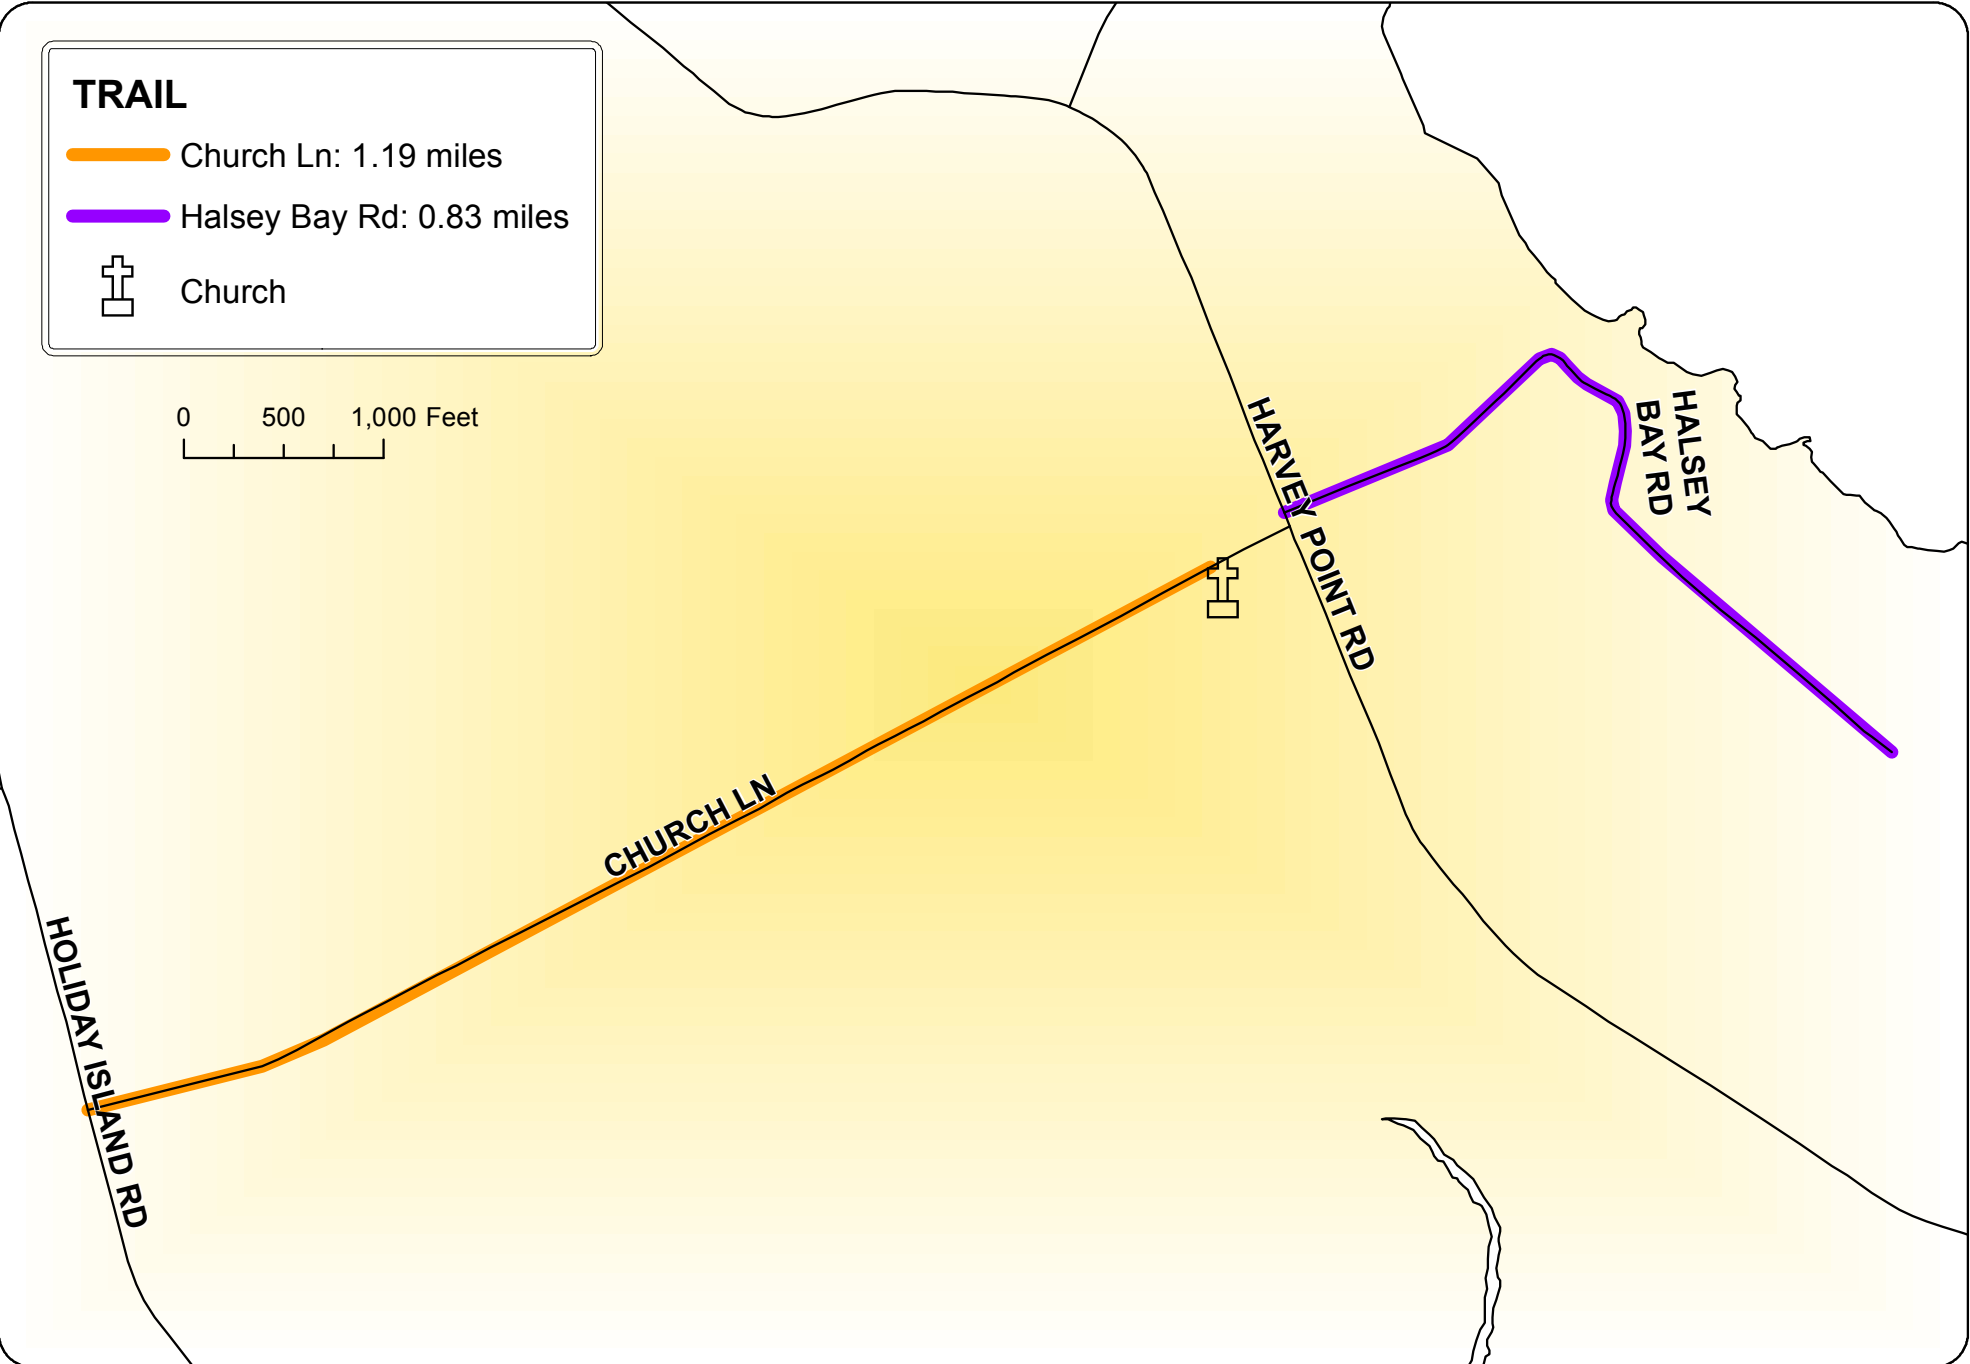 TRAIL
Church Ln: 1.19 miles
Halsey Bay Rd: 0.83 miles
Church
0 500 1,000 Feet
HARVEY POINT RD
HALSEY
BAY RD
CHURCH LN
HOLIDAY ISLAND RD